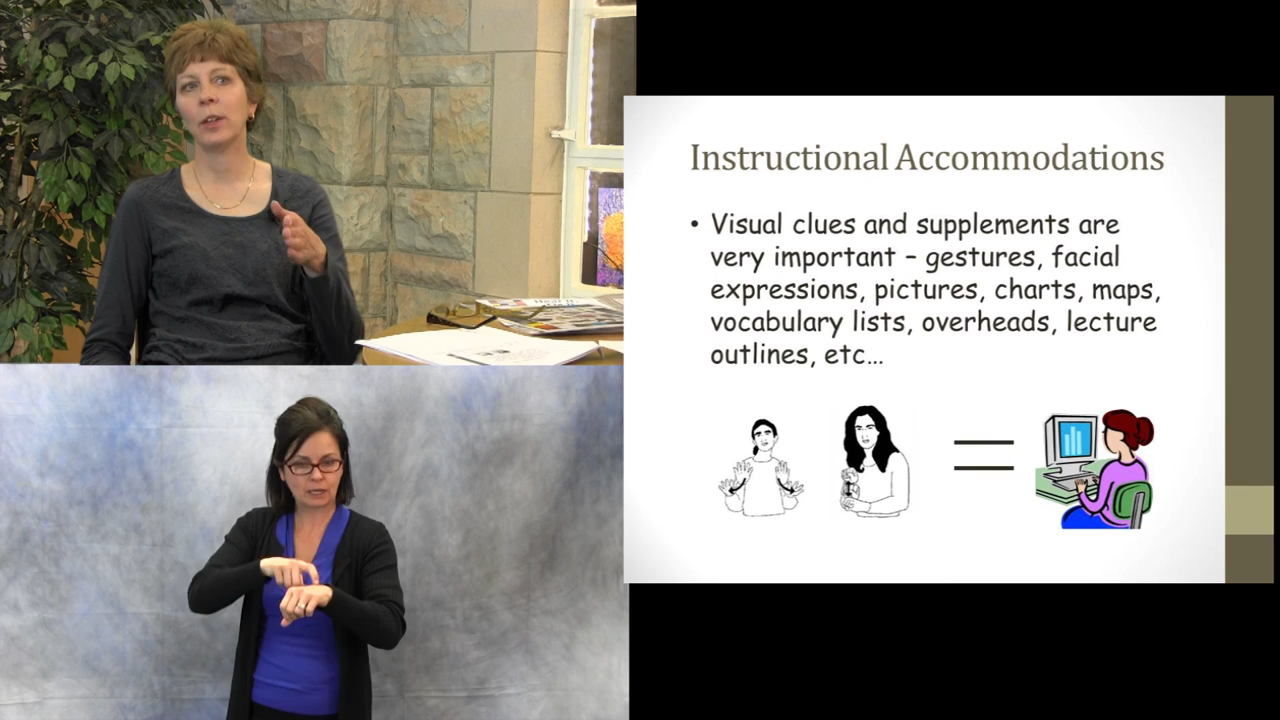 Instructional Accommodations
• Visual clues and supplements are
very important – gestures, facial
expressions, pictures, charts, maps,
vocabulary lists, overheads, lecture
outlines, etc…